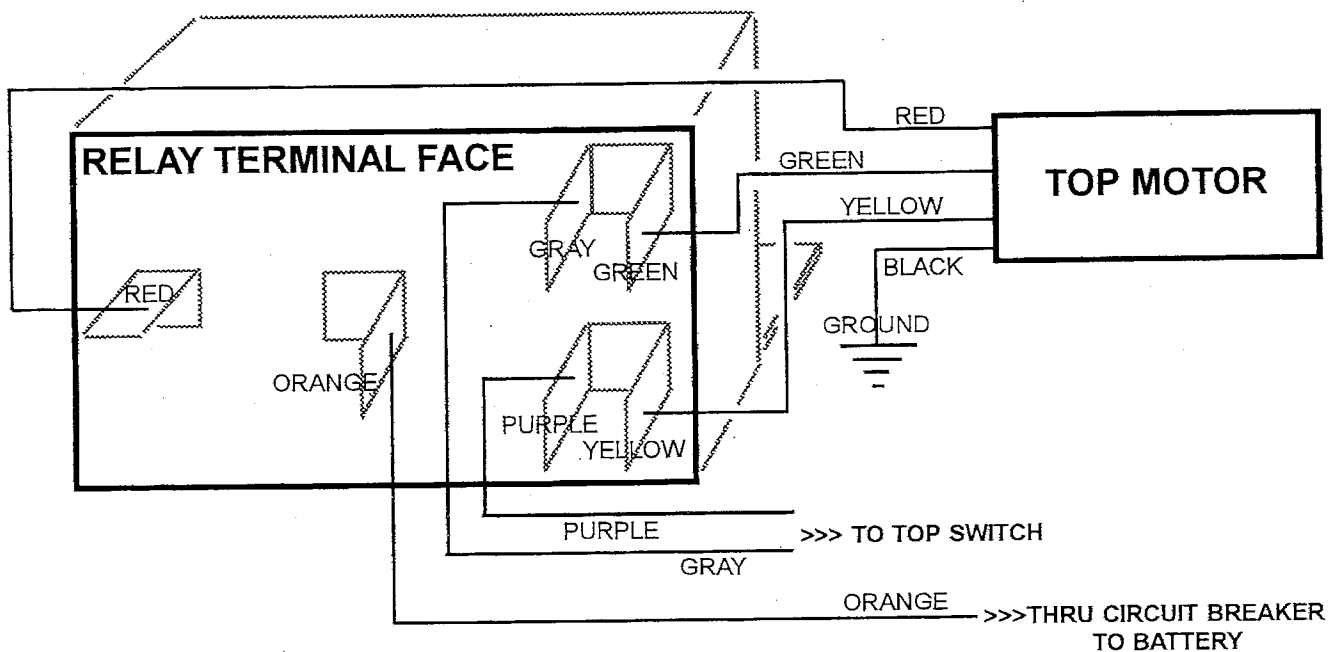 RED
RELAY TERMINAL FACE
GREEN
TOP MOTOR
YELLOW
GRAY
GREEN
BLACK
RED
GROUND
ORANGE
PURPLE
YELLOW
PURPLE
>>> TO TOP SWITCH
GRAY
ORANGE
>>>THRU CIRCUIT BREAKER
TO BATTERY